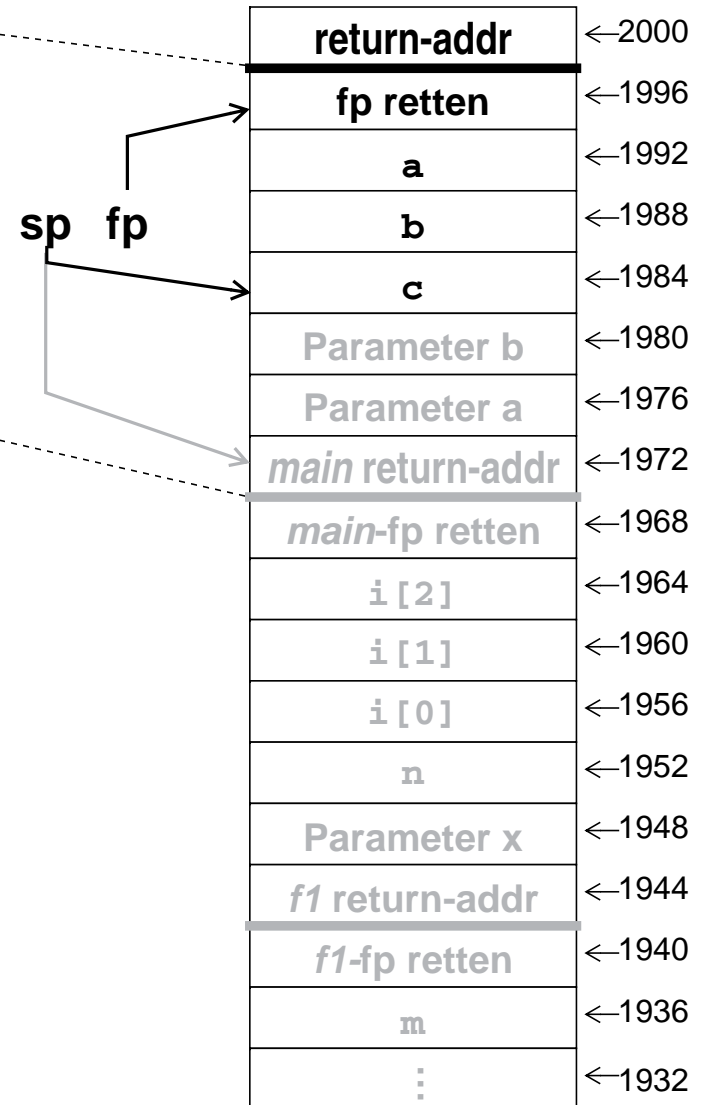 return-addr ←2000
fp retten ←1996
a ←1992
sp fp
b ←1988
c ←1984
Parameter b ←1980
Parameter a ←1976
main return-addr ←1972
main-fp retten ←1968
i[2] ←1964
i[1] ←1960
i[0] ←1956
n ←1952
Parameter x ←1948
f1 return-addr ←1944
f1-fp retten ←1940
m ←1936
⋮ ←1932